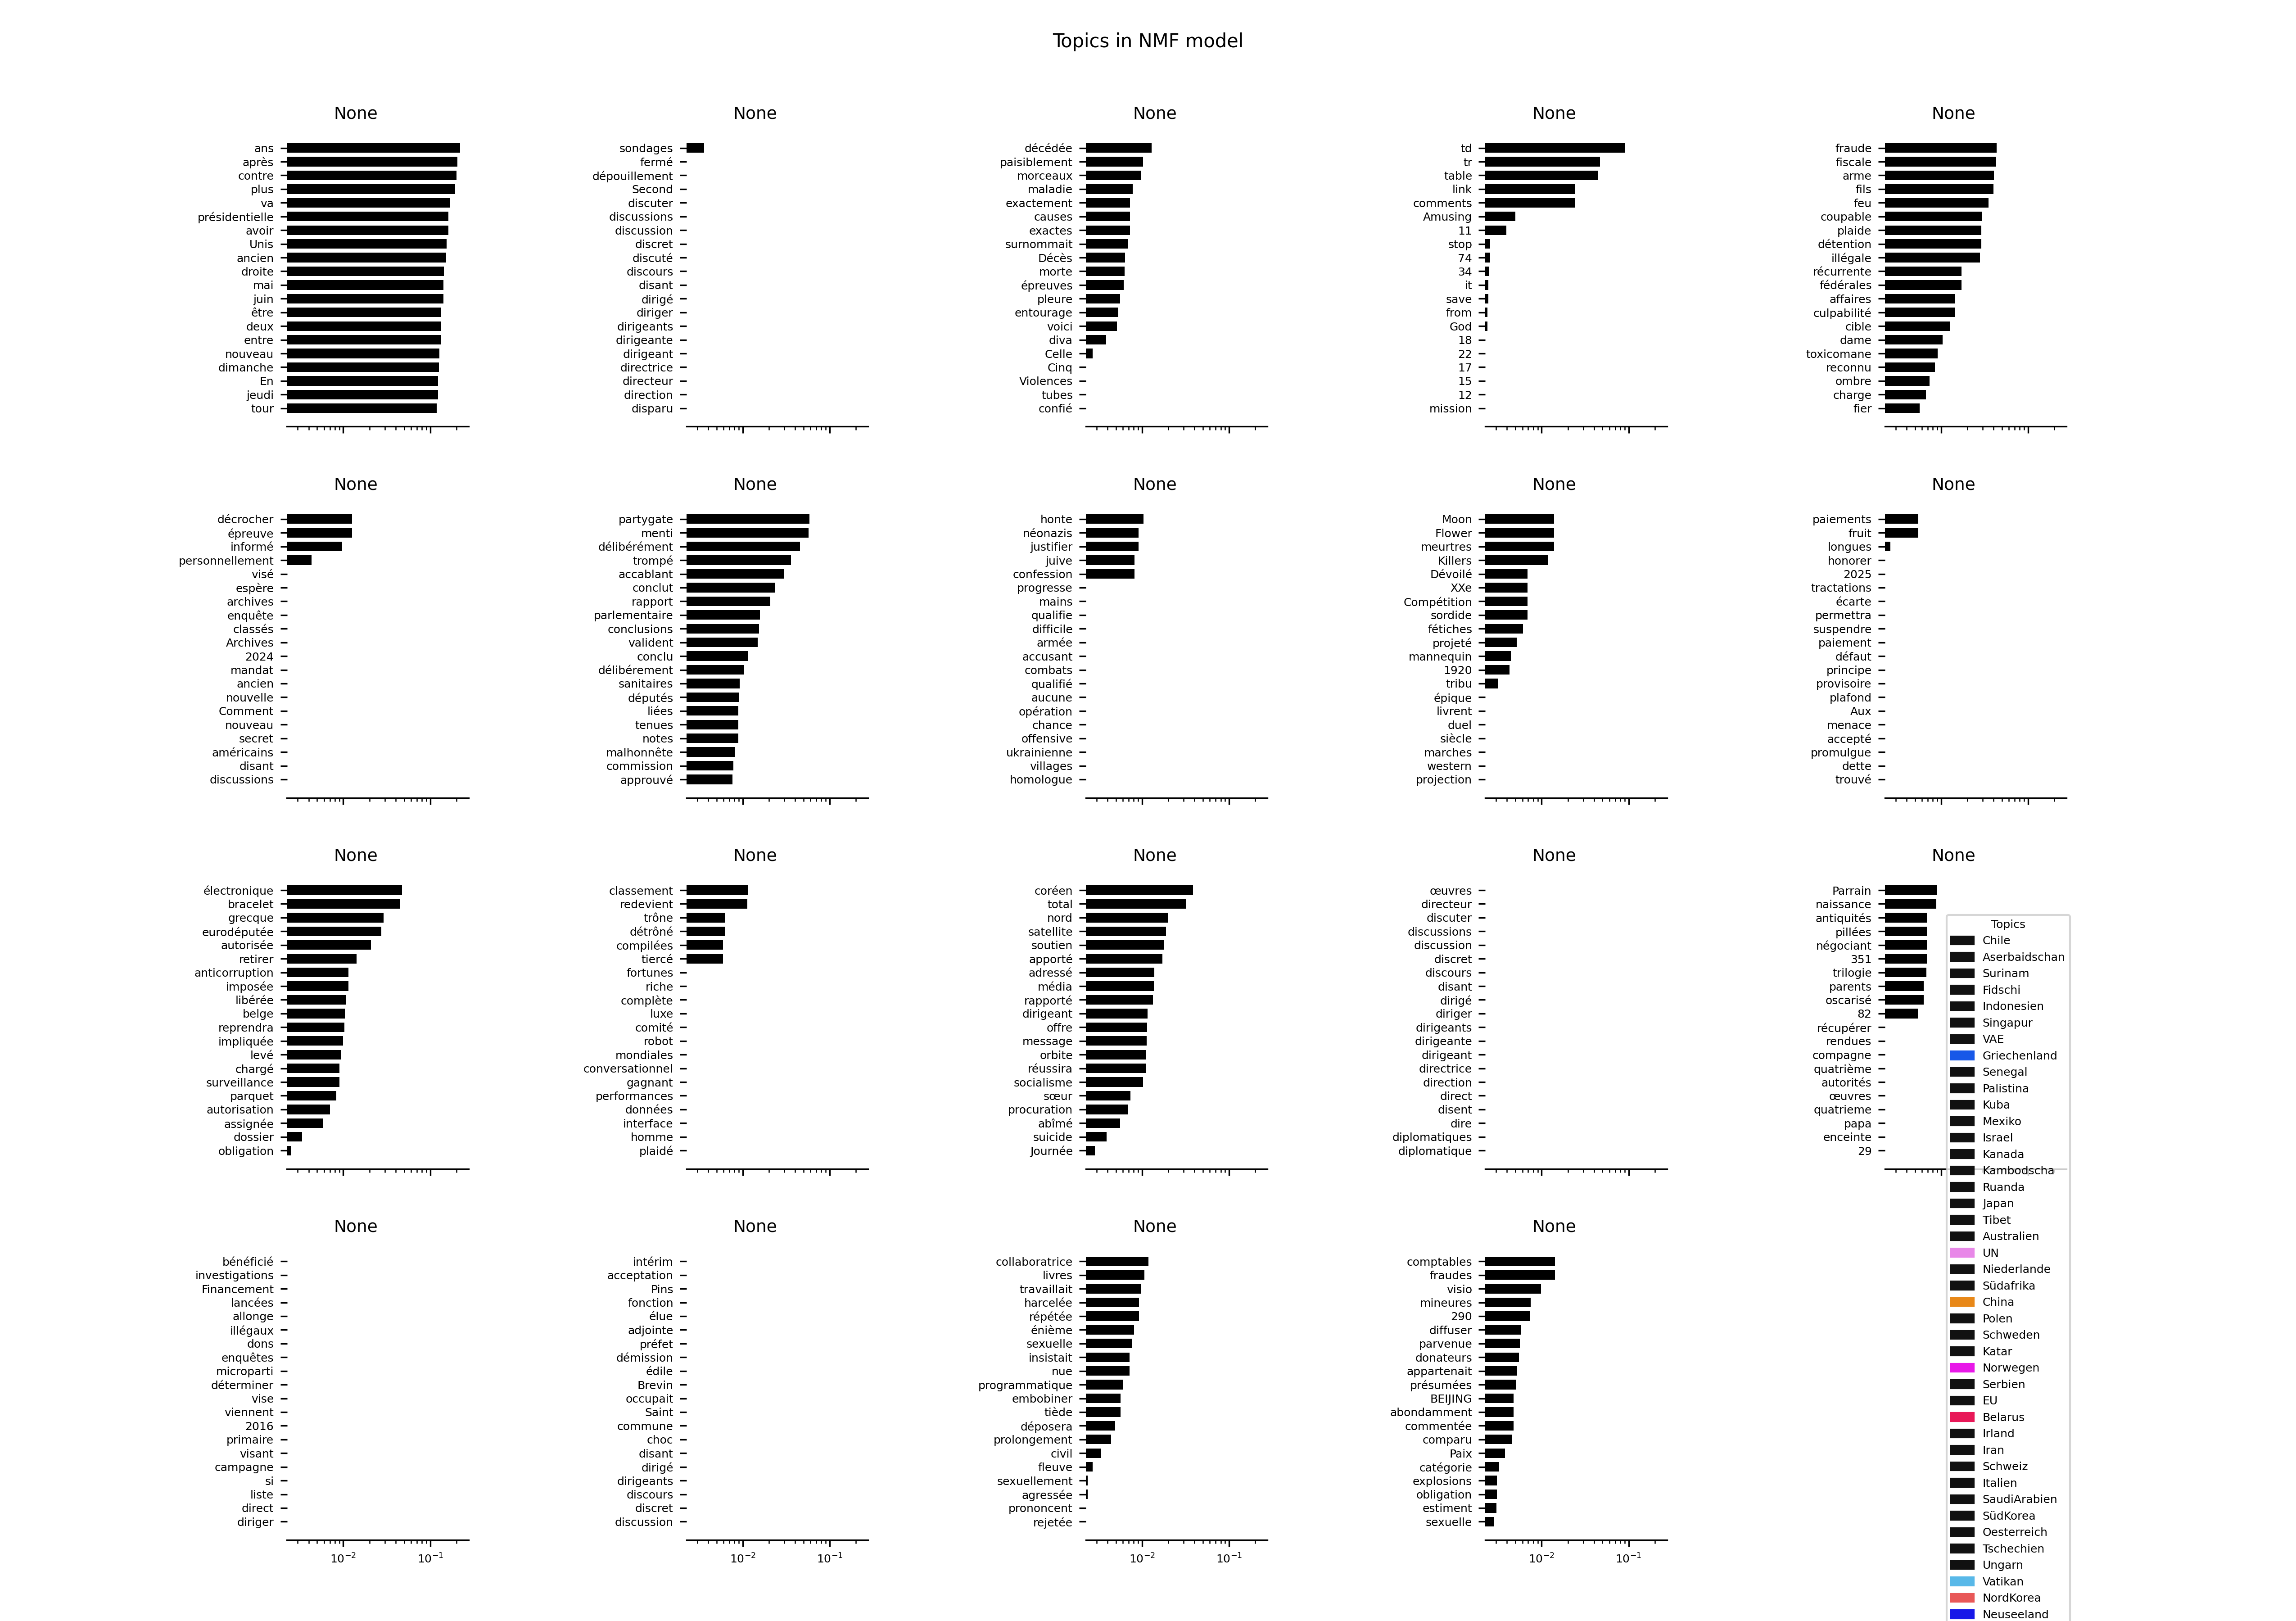 Topics in NMF model
None
ans
après
contre
plus
va
présidentielle
avoir
Unis
ancien
droite
mai
juin
être
deux
entre
nouveau
dimanche
En
jeudi
tour
None
sondages
fermé
dépouillement
Second
discuter
discussions
discussion
discret
discuté
discours
disant
dirigé
diriger
dirigeants
dirigeante
dirigeant
directrice
directeur
direction
disparu
None
décédée
paisiblement
morceaux
maladie
exactement
causes
exactes
surnommait
Décès
morte
épreuves
pleure
entourage
voici
diva
Celle
Cinq
Violences
tubes
confié
None
td
tr
table
link
comments
Amusing
11
stop
74
34
it
save
from
God
18
22
17
15
12
mission
None
fraude
fiscale
arme
fils
feu
coupable
plaide
détention
illégale
récurrente
fédérales
affaires
culpabilité
cible
dame
toxicomane
reconnu
ombre
charge
fier
None
décrocher
épreuve
informé
personnellement
visé
espère
archives
enquête
classés
Archives
2024
mandat
ancien
nouvelle
Comment
nouveau
secret
américains
disant
discussions
None
partygate
menti
délibérément
trompé
accablant
conclut
rapport
parlementaire
conclusions
valident
conclu
délibérement
sanitaires
députés
liées
tenues
notes
malhonnête
commission
approuvé
None
honte
néonazis
justifier
juive
confession
progresse
mains
qualifie
difficile
armée
accusant
combats
qualifié
aucune
opération
chance
offensive
ukrainienne
villages
homologue
None
Moon
Flower
meurtres
Killers
Dévoilé
XXe
Compétition
sordide
fétiches
projeté
mannequin
1920
tribu
épique
livrent
duel
siècle
marches
western
projection
None
paiements
fruit
longues
honorer
2025
tractations
écarte
permettra
suspendre
paiement
défaut
principe
provisoire
plafond
Aux
menace
accepté
promulgue
dette
trouvé
None
électronique
bracelet
grecque
eurodéputée
autorisée
retirer
anticorruption
imposée
libérée
belge
reprendra
impliquée
levé
chargé
surveillance
parquet
autorisation
assignée
dossier
obligation
None
classement
redevient
trône
détrôné
compilées
tiercé
fortunes
riche
complète
luxe
comité
robot
mondiales
conversationnel
gagnant
performances
données
interface
homme
plaidé
None
coréen
total
nord
satellite
soutien
apporté
adressé
média
rapporté
dirigeant
offre
message
orbite
réussira
socialisme
sœur
procuration
abîmé
suicide
Journée
None
œuvres
directeur
discuter
discussions
discussion
discret
discours
disant
dirigé
diriger
dirigeants
dirigeante
dirigeant
directrice
direction
direct
disent
dire
diplomatiques
diplomatique
None
Parrain
naissance
antiquités
pillées
négociant
351
trilogie
parents
oscarisé
82
récupérer
rendues
compagne
quatrième
autorités
œuvres
quatrieme
papa
enceinte
29
None
bénéficié
investigations
Financement
lancées
allonge
illégaux
dons
enquêtes
microparti
déterminer
vise
viennent
2016
primaire
visant
campagne
si
liste
direct
diriger
10⁻² 10⁻¹
None
intérim
acceptation
Pins
fonction
élue
adjointe
préfet
démission
édile
Brevin
occupait
Saint
commune
choc
disant
dirigé
dirigeants
discours
discret
discussion
10⁻² 10⁻¹
None
collaboratrice
livres
travaillait
harcelée
répétée
énième
sexuelle
insistait
nue
programmatique
embobiner
tiède
déposera
prolongement
civil
fleuve
sexuellement
agressée
prononcent
rejetée
10⁻² 10⁻¹
None
comptables
fraudes
visio
mineures
290
diffuser
parvenue
donateurs
appartenait
présumées
BEIJING
abondamment
commentée
comparu
Paix
catégorie
explosions
obligation
estiment
sexuelle
10⁻² 10⁻¹
Topics
Chile
Aserbaidschan
Surinam
Fidschi
Indonesien
Singapur
VAE
Griechenland
Senegal
Palistina
Kuba
Mexiko
Israel
Kanada
Kambodscha
Ruanda
Japan
Tibet
Australien
UN
Niederlande
Südafrika
China
Polen
Schweden
Katar
Norwegen
Serbien
EU
Belarus
Irland
Iran
Schweiz
Italien
SaudiArabien
SüdKorea
Oesterreich
Tschechien
Ungarn
Vatikan
NordKorea
Neuseeland